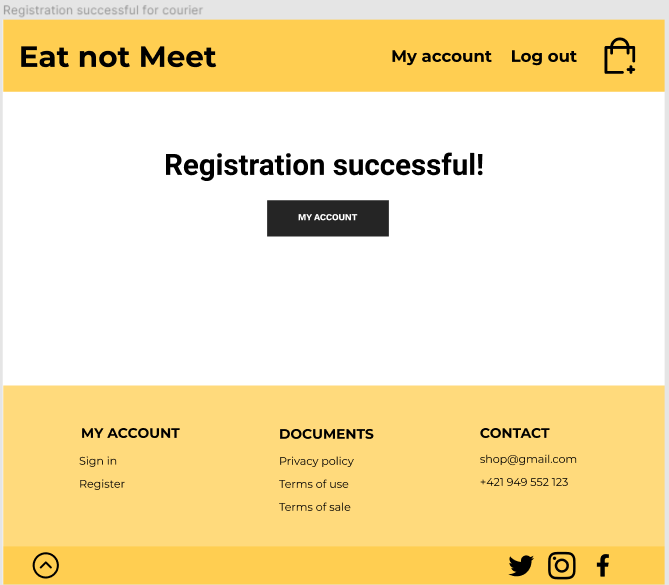 Registration successful for courier
Eat not Meet
My account
Log out
Registration successful!
MY ACCOUNT
MY ACCOUNT
Sign in
Register
DOCUMENTS
Privacy policy
Terms of use
Terms of sale
CONTACT
shop@gmail.com
+421 949 552 123